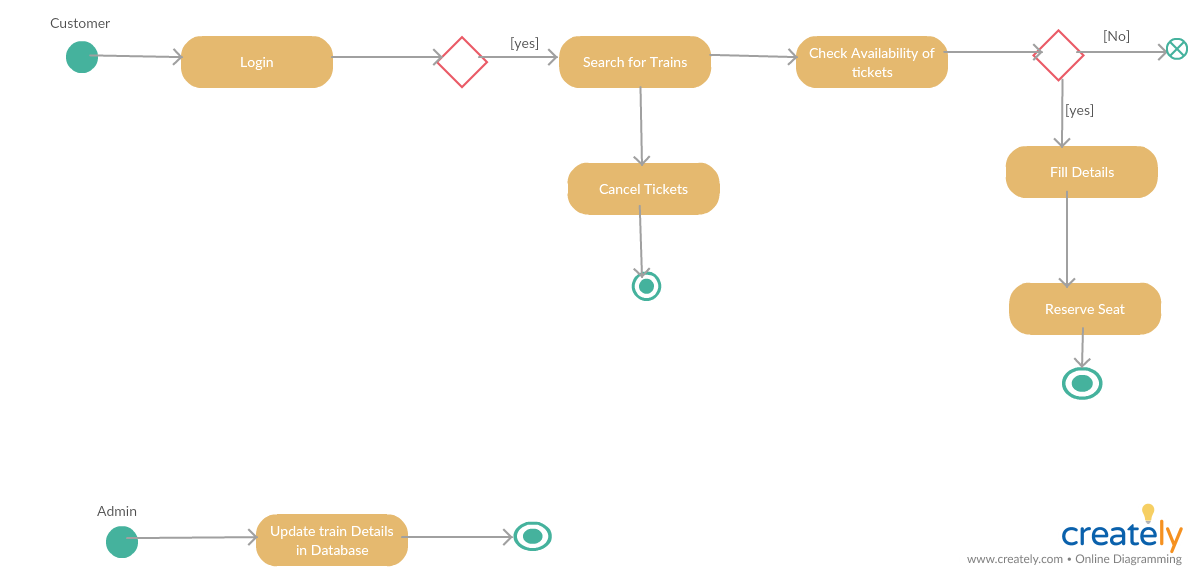 Customer
Login
[yes]
Search for Trains
Check Availability of
tickets
[No]
[yes]
Cancel Tickets
Fill Details
Reserve Seat
Admin
Update train Details
in Database
creately
www.creately.com • Online Diagramming